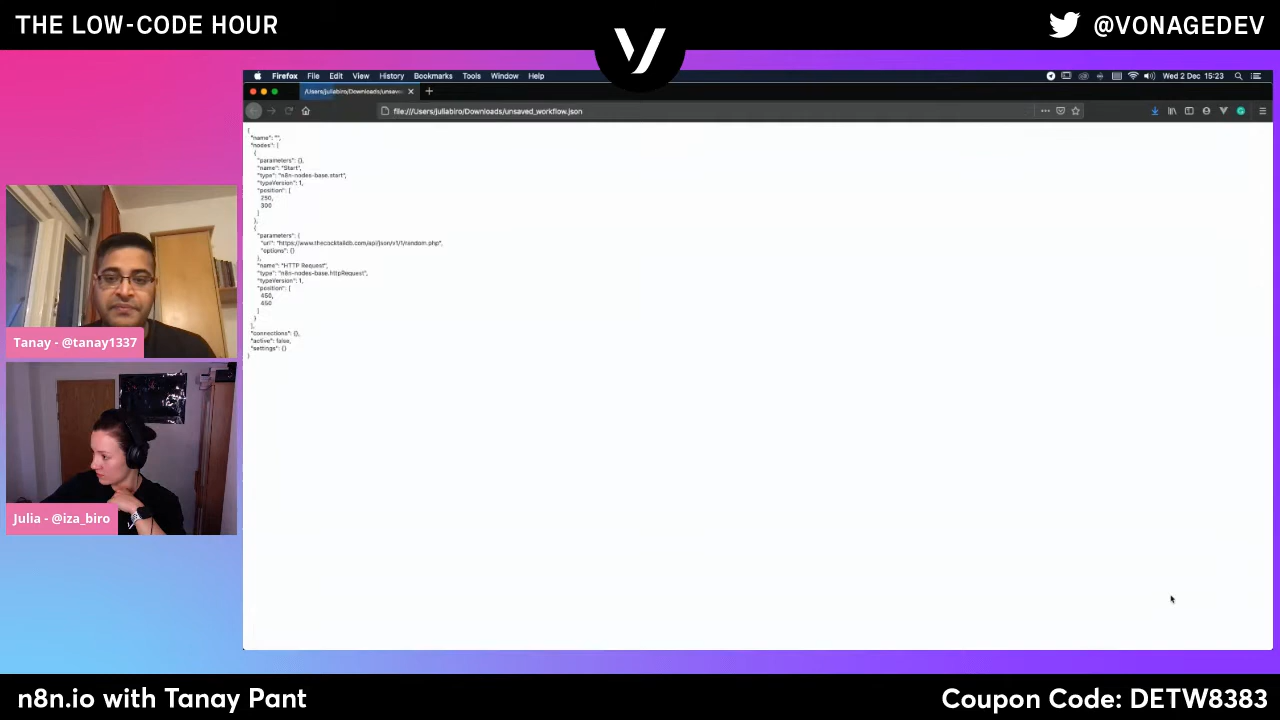 THE LOW-CODE HOUR
@VONAGEDEV
Firefox File Edit View History Bookmarks Tools Window Help
Wed 2 Dec 15:23
/Users/juliabiro/Downloads/unsave
file:///Users/juliabiro/Downloads/unsaved_workflow.json
{
"name": "",
"nodes": [
{
"parameters": {},
"name": "Start",
"type": "n8n-nodes-base.start",
"typeVersion": 1,
"position": [
250,
300
]
},
{
"parameters": {
"url": "https://www.thecocktaildb.com/api/json/v1/1/random.php",
"options": {}
},
"name": "HTTP Request",
"type": "n8n-nodes-base.httpRequest",
"typeVersion": 1,
"position": [
450,
450
]
}
],
"connections": {},
"active": false,
"settings": {}
}
Tanay - @tanay1337
Julia - @iza_biro
n8n.io with Tanay Pant
Coupon Code: DETW8383